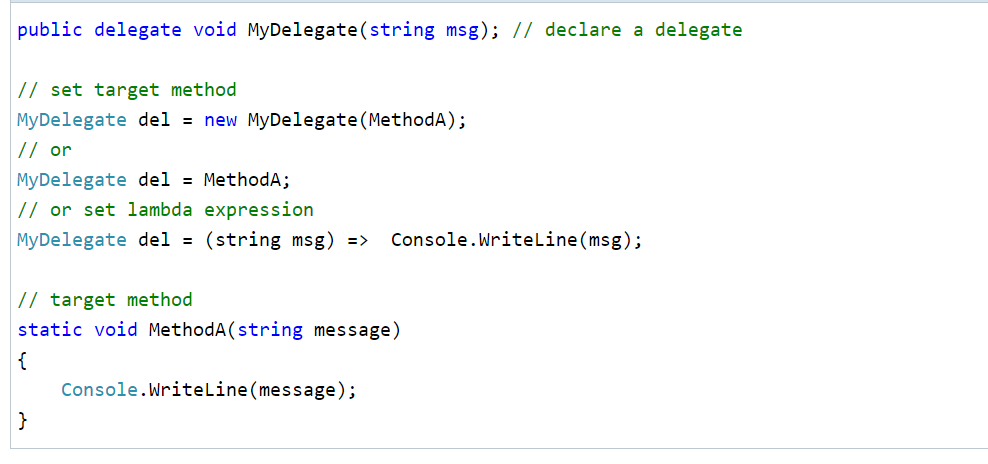 public delegate void MyDelegate(string msg); // declare a delegate
// set target method
MyDelegate del = new MyDelegate(MethodA);
// or
MyDelegate del = MethodA;
// or set lambda expression
MyDelegate del = (string msg) =>  Console.WriteLine(msg);
// target method
static void MethodA(string message)
{
    Console.WriteLine(message);
}